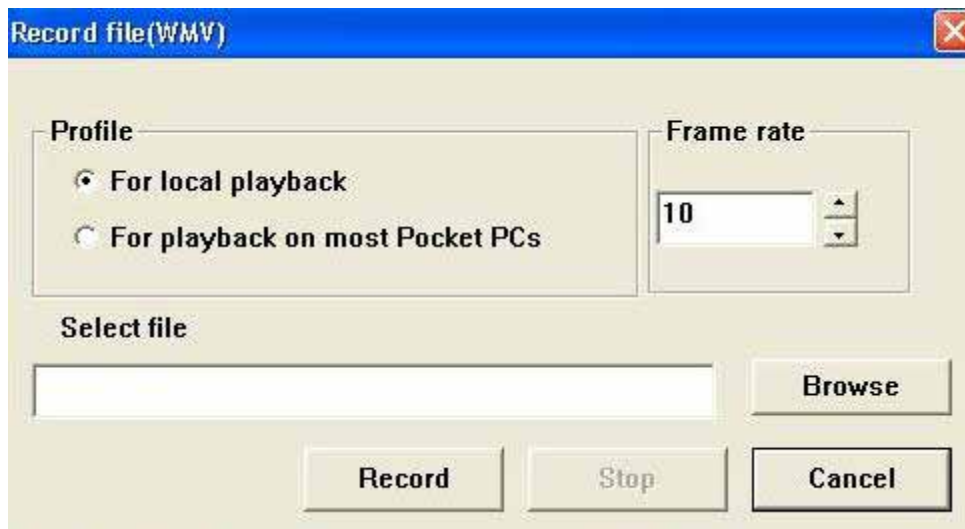 Record file(WMV)
Profile
For local playback
For playback on most Pocket PCs
Frame rate
10
Select file
Browse
Record
Stop
Cancel